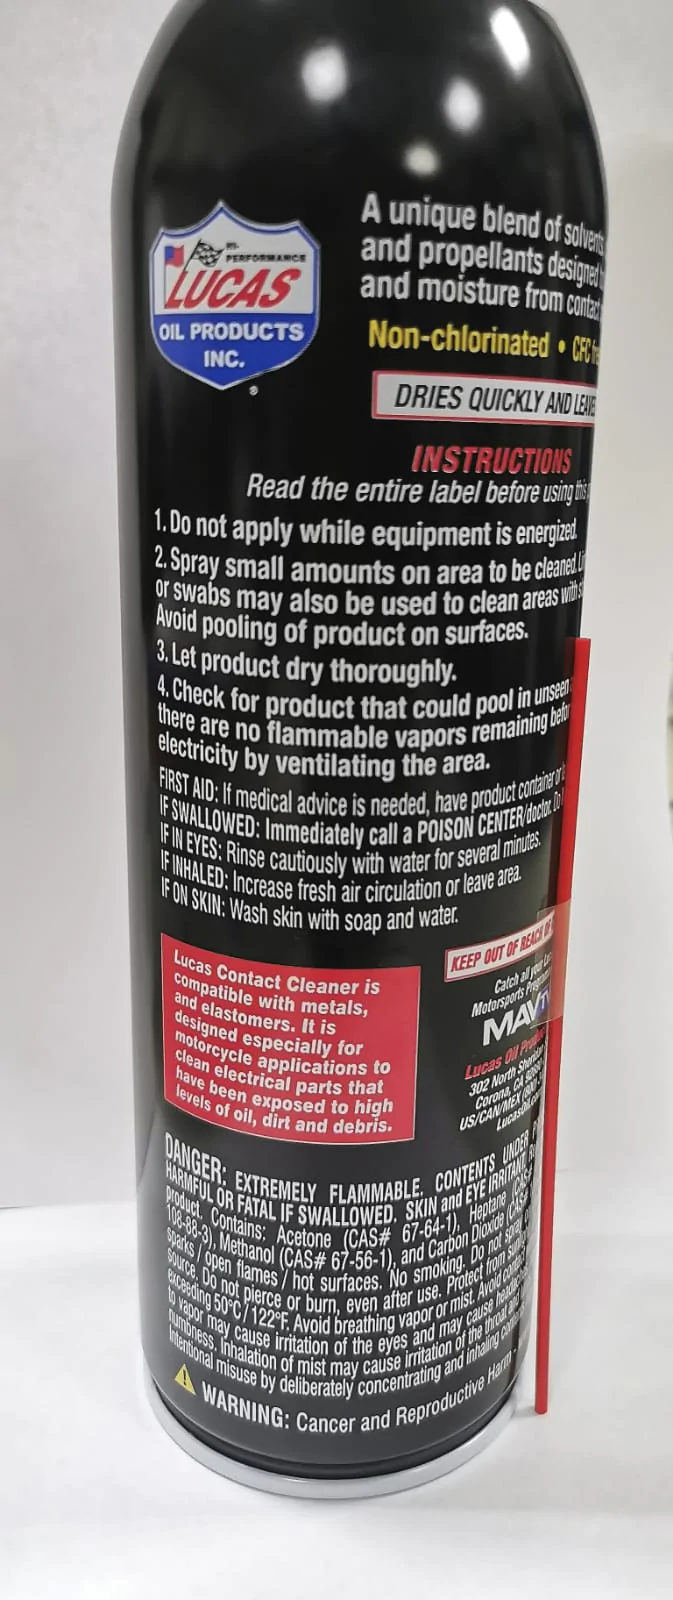 HI-
PERFORMANCE
LUCAS
OIL PRODUCTS
INC.
A unique blend of solvents
and propellants designed
and moisture from contact
Non-chlorinated • CFC
DRIES QUICKLY AND
INSTRUCTIONS
Read the entire label before using this
1. Do not apply while equipment is energized.
2. Spray small amounts on area to be cleaned.
or swabs may also be used to clean areas with
Avoid pooling of product on surfaces.
3. Let product dry thoroughly.
4. Check for product that could pool in unseen
there are no flammable vapors remaining
electricity by ventilating the area.
FIRST AID: If medical advice is needed, have product container or
IF SWALLOWED: Immediately call a POISON CENTER/doctor. Do
IF IN EYES: Rinse cautiously with water for several minutes.
IF INHALED: Increase fresh air circulation or leave area.
IF ON SKIN: Wash skin with soap and water.
Lucas Contact Cleaner is
compatible with metals,
and elastomers. It is
designed especially for
motorcycle applications to
clean electrical parts that
have been exposed to high
levels of oil, dirt and debris.
KEEP OUT OF REACH OF
Catch all your
Motorsports
MAVTV
Lucas Oil
302 North
Corona, CA
US/CAN/MEX
DANGER: EXTREMELY FLAMMABLE. CONTENTS UNDER
HARMFUL OR FATAL IF SWALLOWED. SKIN and EYE IRRITANT.
product. Contains: Acetone (CAS# 67-64-1), Heptane
108-88-3), Methanol (CAS# 67-56-1), and Carbon Dioxide
sparks / open flames / hot surfaces. No smoking. Do not spray
source. Do not pierce or burn, even after use. Protect from
exceeding 50°C / 122°F. Avoid breathing vapor or mist. Avoid
to vapor may cause irritation of the eyes and may cause
numbness. Inhalation of mist may cause irritation of the throat
Intentional misuse by deliberately concentrating and inhaling
WARNING: Cancer and Reproductive Harm -